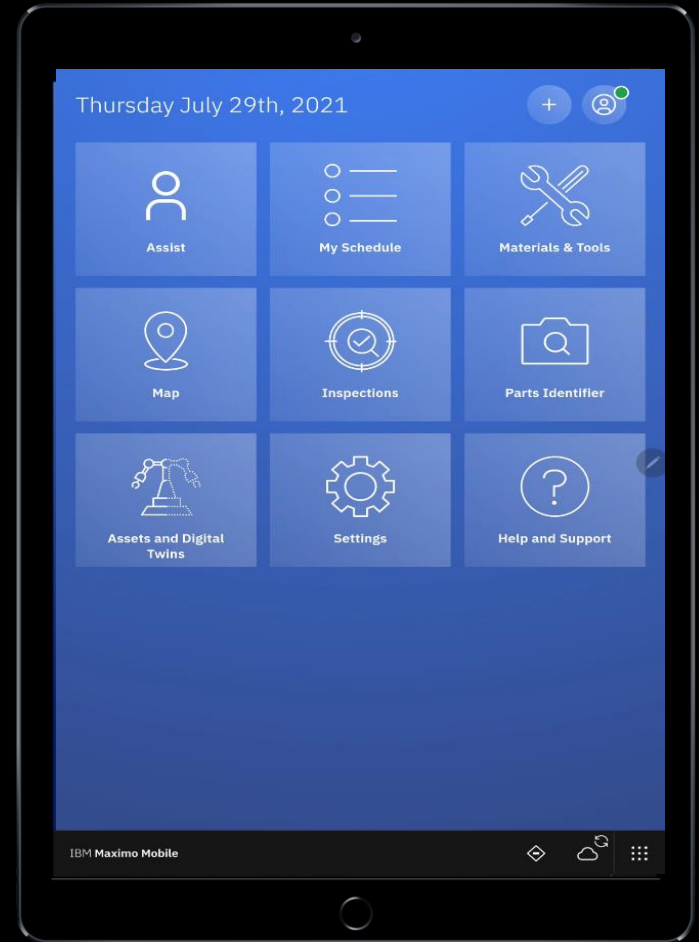 Thursday July 29th, 2021
Assist
My Schedule
Materials & Tools
Map
Inspections
Parts Identifier
Assets and Digital
Twins
Settings
Help and Support
IBM Maximo Mobile